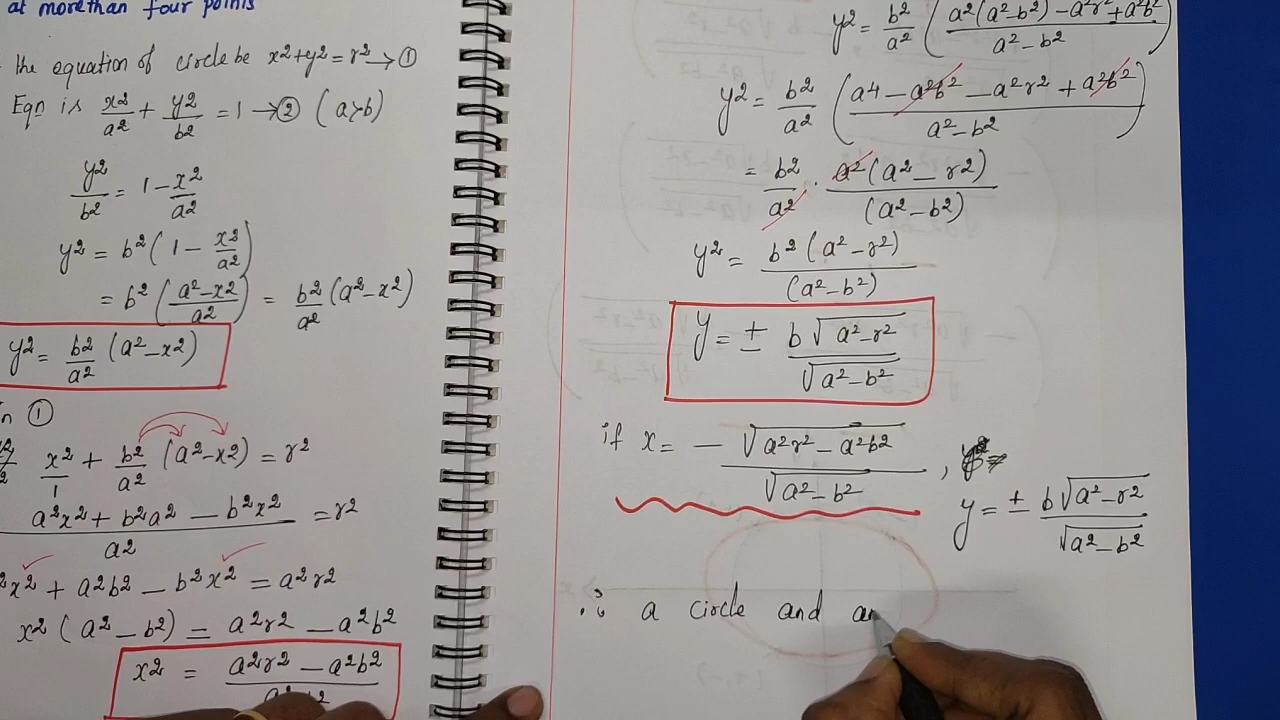 at morethan four points
the equation of circle be x²+y²=r² → ①
Eqn is x²/a² + y²/b² = 1 → ② (a>b)
y²/b² = 1 - x²/a²
y² = b² ( 1 - x²/a² )
= b² ( a²-x²/a² ) = b²/a² (a²-x²)
y² = b²/a² (a²-x²)
①
x²/1 + b²/a² (a²-x²) = r²
a²x² + b²a² - b²x² / a² = r²
²x² + a²b² - b²x² = a²r²
x² (a² - b²) = a²r² - a²b²
x² = a²r² - a²b²
y² = b²/a² ( a²(a²-b²) - a²r² + a²b² / a²-b² )
y² = b²/a² ( a4 - a²b² - a²r² + a²b² / a²-b² )
= b²/a² . a² (a² - r²) / (a²-b²)
y² = b² (a²-r²) / (a²-b²)
y = ± b√a²-r² / √a²-b²
if x = - √a²r² - a²b² / √a²-b² ,
y = ± b√a²-r² / √a²-b²
∴ a circle and an